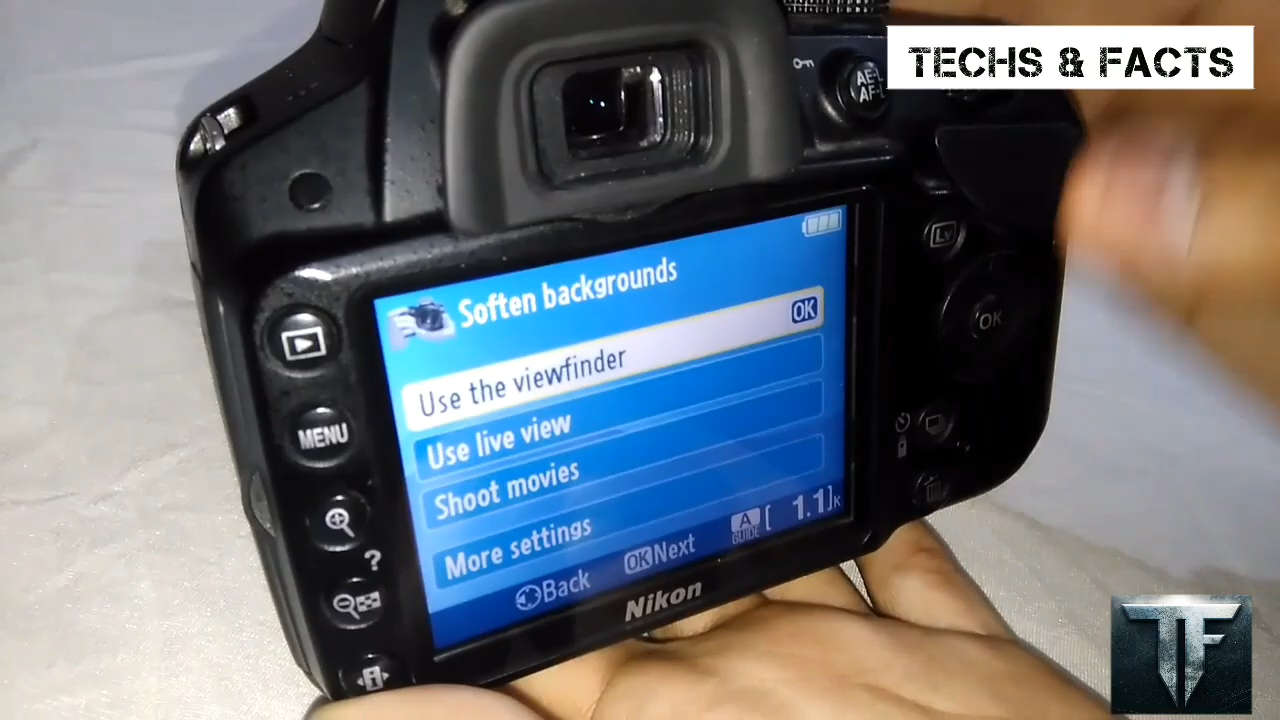 TECHS & FACTS
AE-L
AF-L
Lv
Soften backgrounds
OK
Use the viewfinder
Use live view
Shoot movies
More settings
Back
OK Next
A
GUIDE
[ 1.1]K
OK
MENU
?
i
Nikon
TF